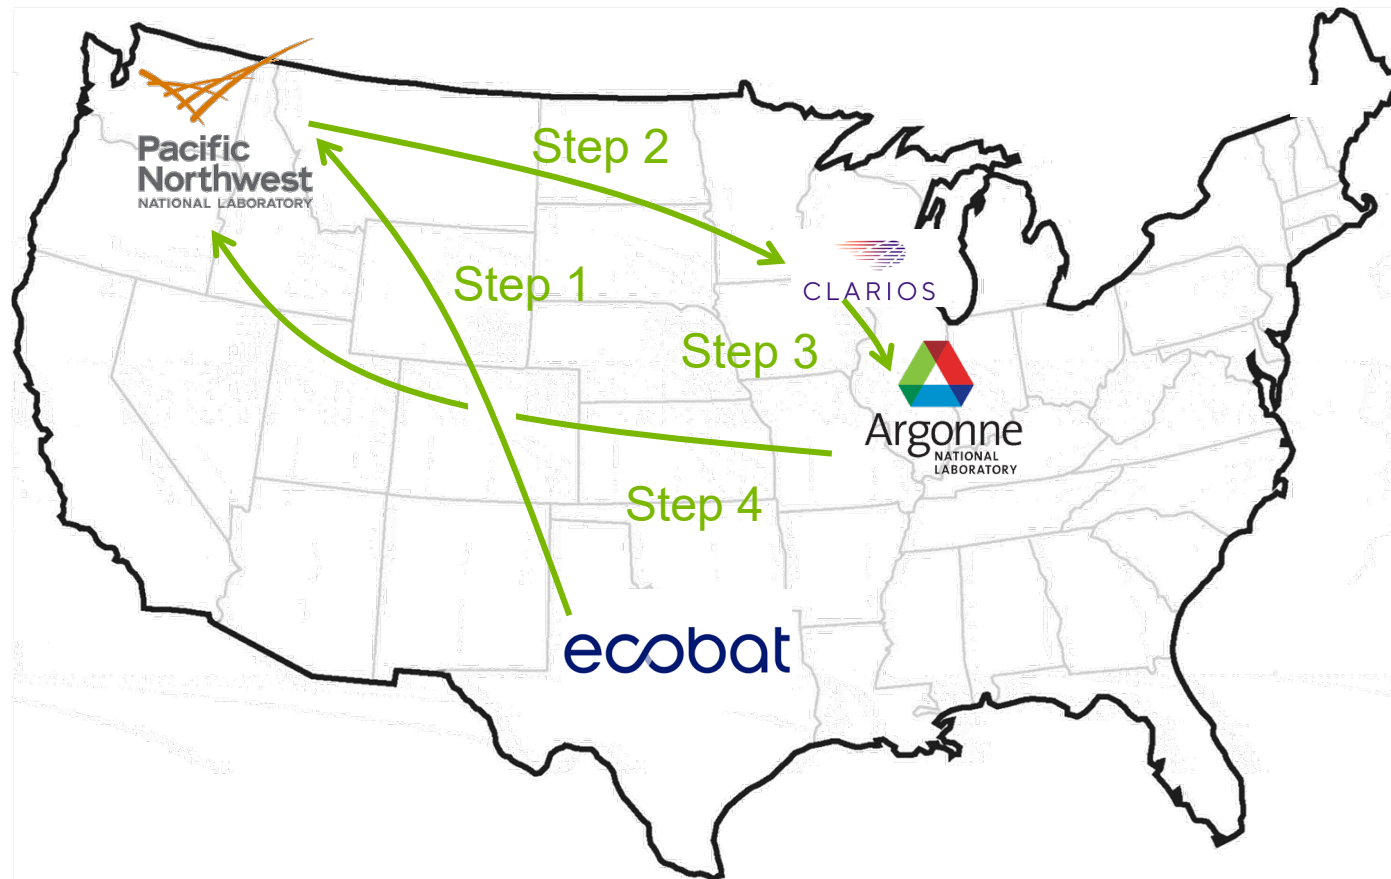 Pacific
Northwest
NATIONAL LABORATORY
Step 2
Step 1
CLARIOS
Step 3
Argonne
NATIONAL
LABORATORY
Step 4
ecobat